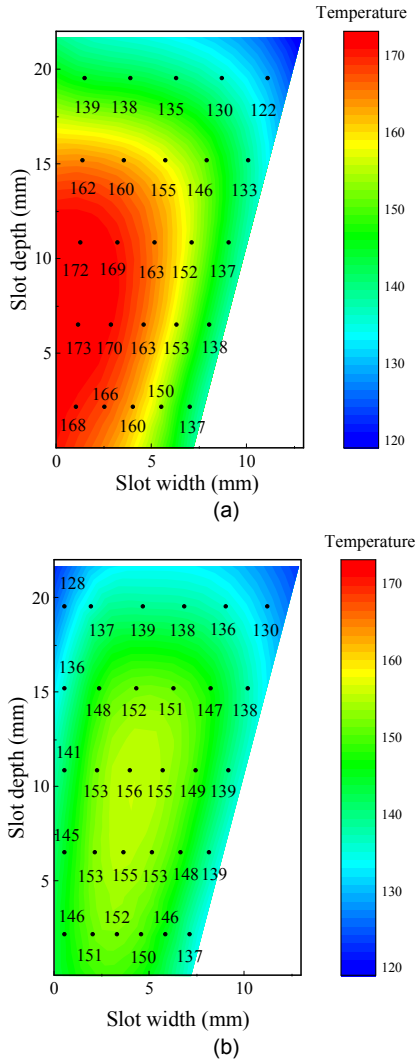 Temperature
20
15
10
5
0
5
10
Slot depth (mm)
Slot width (mm)
139 138 135 130 122
162 160 155 146 133
172 169 163 152 137
173 170 163 153 138
166 150
168 160 137
170
160
150
140
130
120
(a)
Temperature
20
15
10
5
0
5
10
Slot depth (mm)
Slot width (mm)
128
137 139 138 136 130
136
148 152 151 147 138
141
153 156 155 149 139
145
153 155 153 148 139
146 152 146
151 150 137
170
160
150
140
130
120
(b)